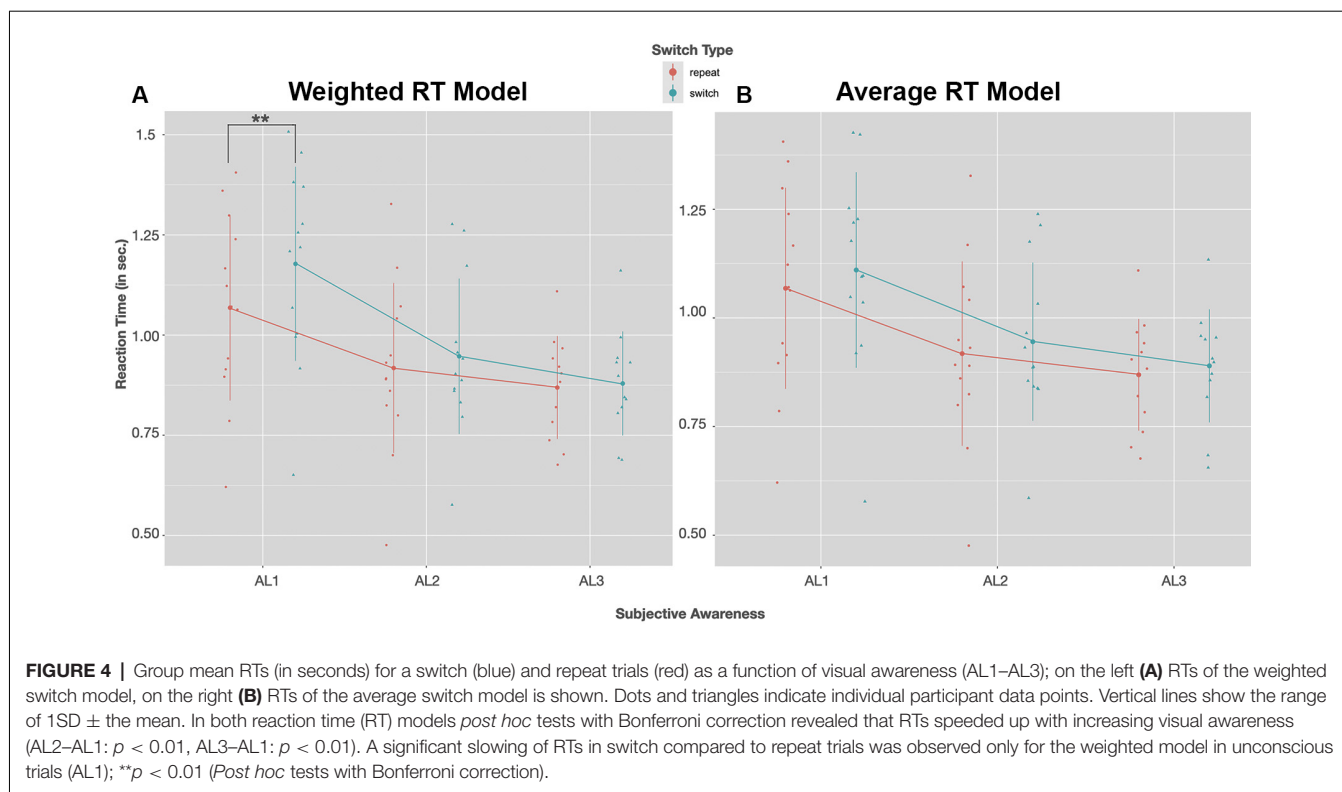 Switch Type
repeat
switch
A
Weighted RT Model
B
Average RT Model
**
1.5
1.25
1.00
0.75
0.50
Reaction Time (in sec.)
1.25
1.00
0.75
0.50
AL1 AL2 AL3
AL1 AL2 AL3
Subjective Awareness
FIGURE 4 | Group mean RTs (in seconds) for a switch (blue) and repeat trials (red) as a function of visual awareness (AL1–AL3); on the left (A) RTs of the weighted
switch model, on the right (B) RTs of the average switch model is shown. Dots and triangles indicate individual participant data points. Vertical lines show the range
of 1SD ± the mean. In both reaction time (RT) models post hoc tests with Bonferroni correction revealed that RTs speeded up with increasing visual awareness
(AL2–AL1: p < 0.01, AL3–AL1: p < 0.01). A significant slowing of RTs in switch compared to repeat trials was observed only for the weighted model in unconscious
trials (AL1); **p < 0.01 (Post hoc tests with Bonferroni correction).